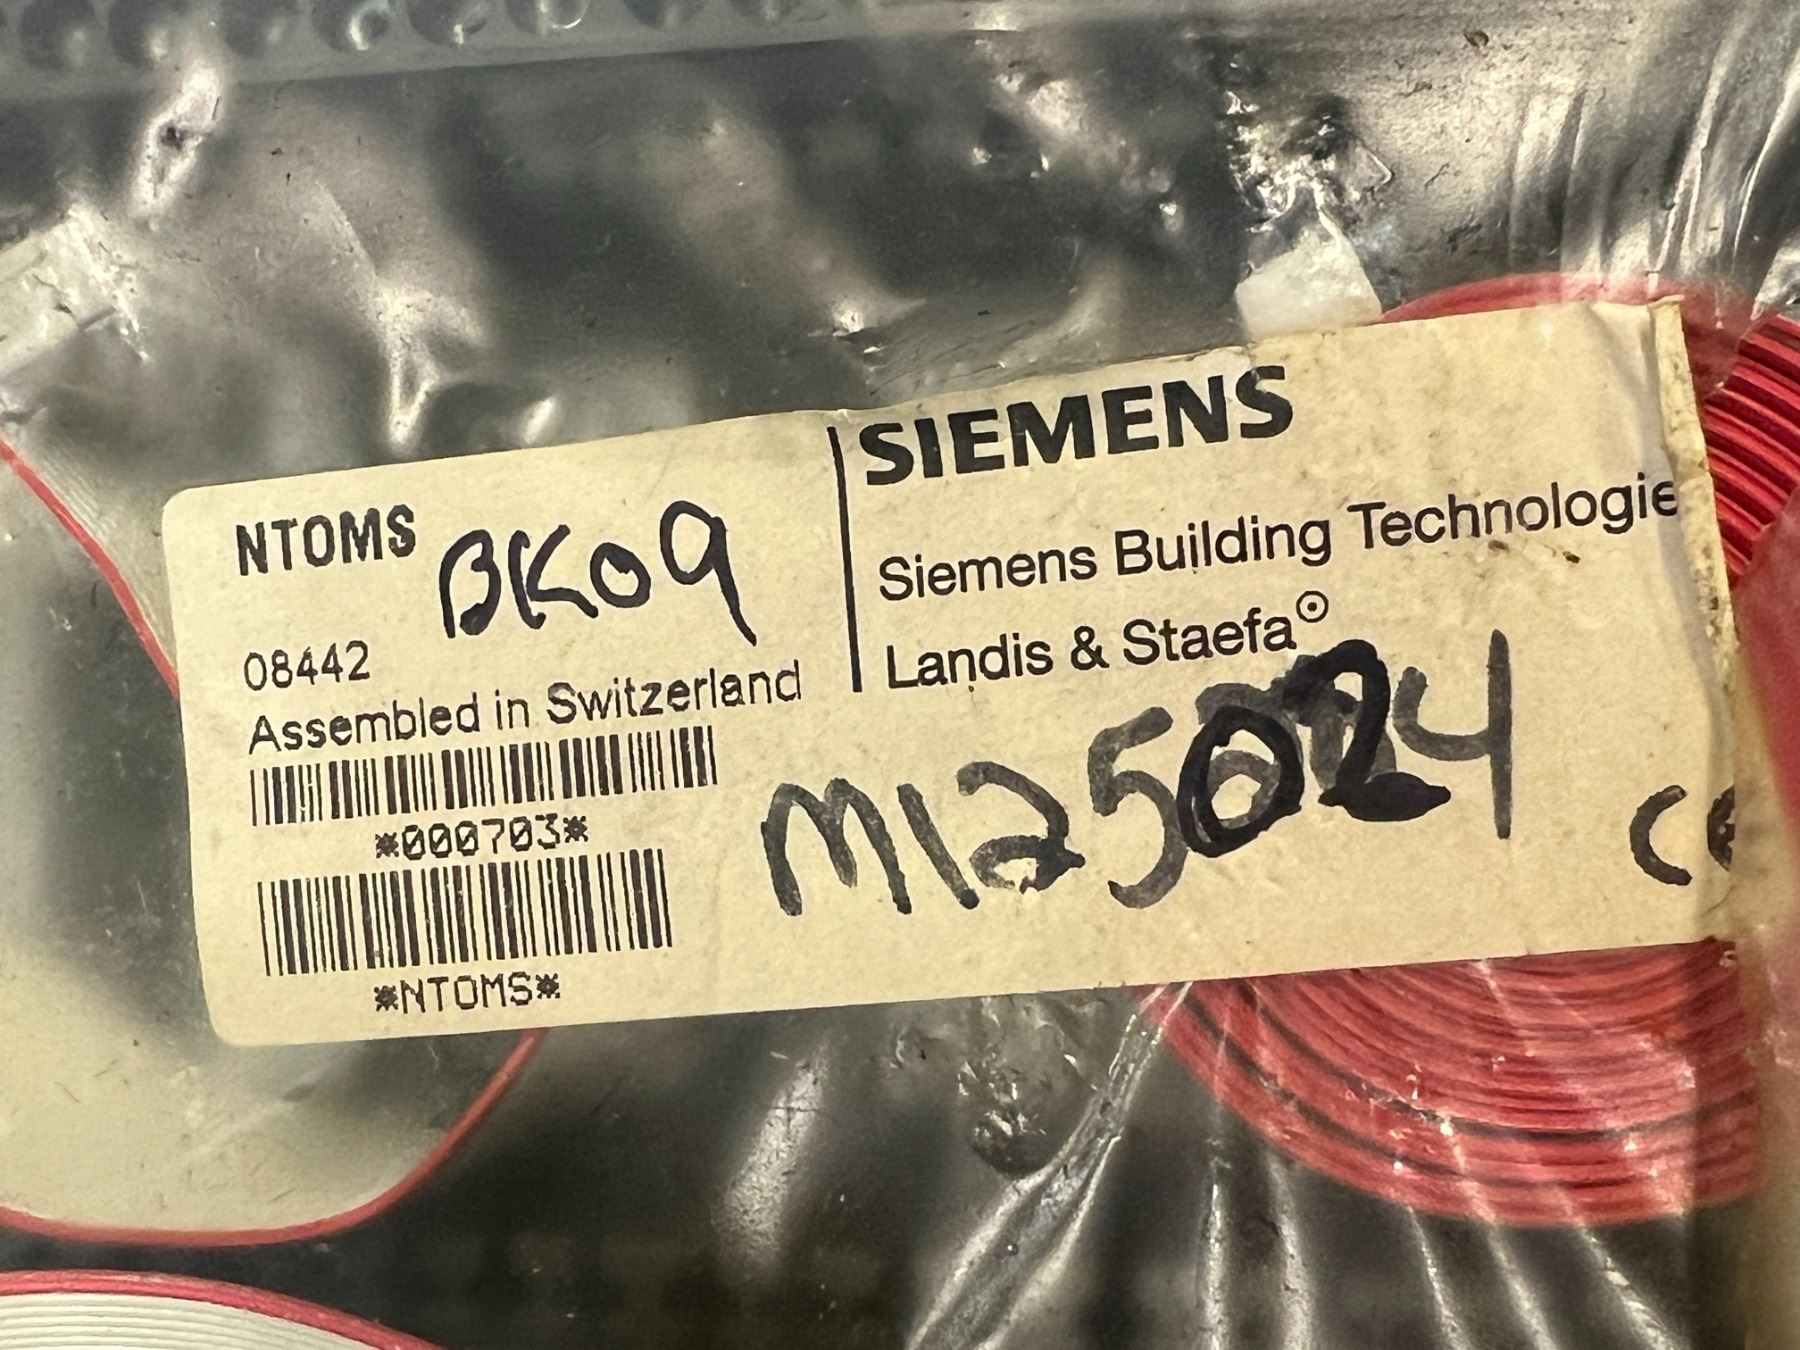 NTOMS BK09
08442
Assembled in Switzerland
*000703*
*NTOMS*
SIEMENS
Siemens Building Technologie
Landis & Staefa
M125024